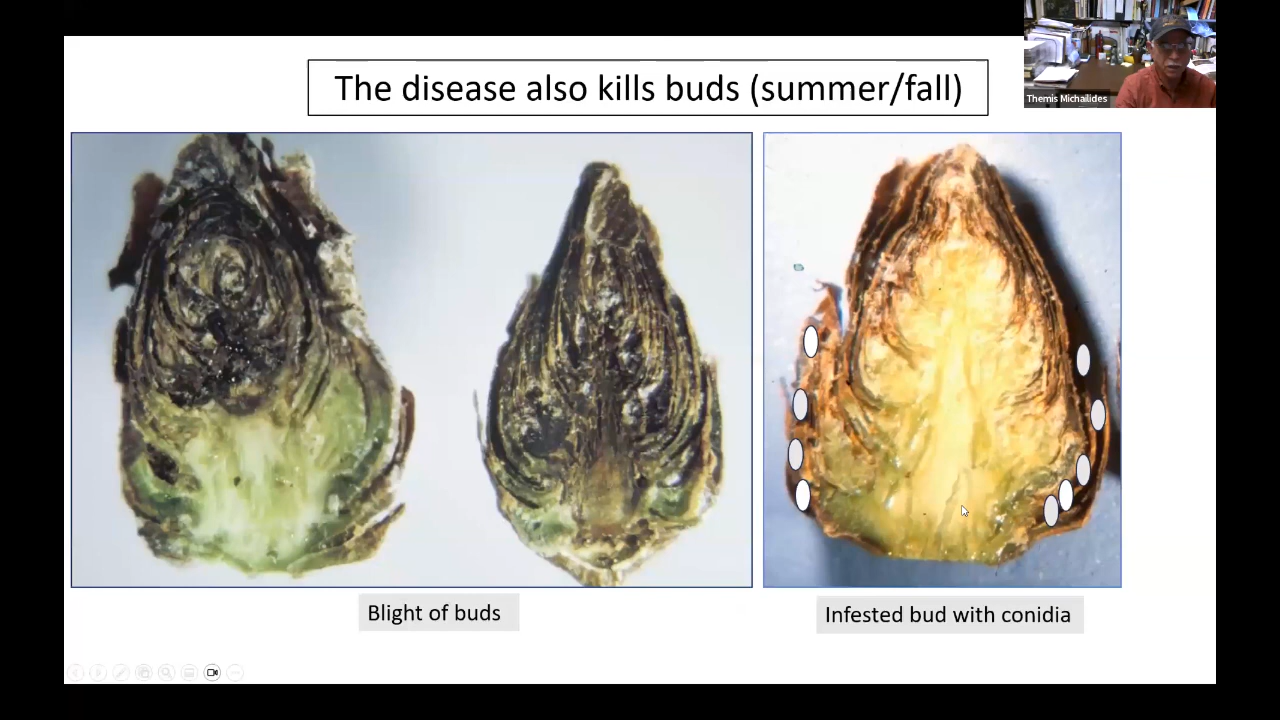 The disease also kills buds (summer/fall)
Themis Michailides
Blight of buds
Infested bud with conidia